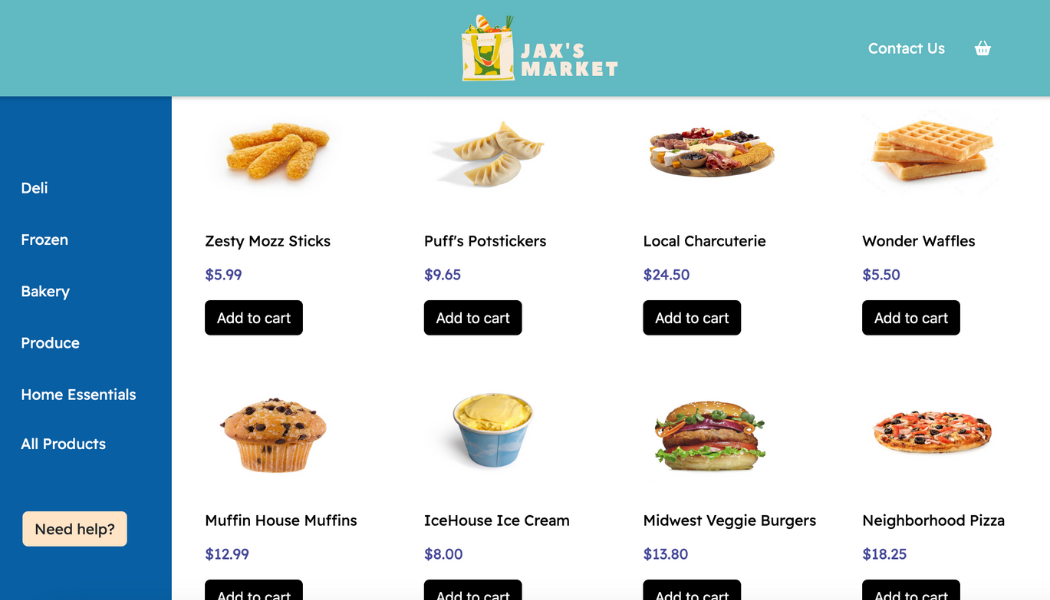 JAX'S
MARKET
Contact Us
Deli
Frozen
Bakery
Produce
Home Essentials
All Products
Need help?
Zesty Mozz Sticks
$5.99
Add to cart
Puff's Potstickers
$9.65
Add to cart
Local Charcuterie
$24.50
Add to cart
Wonder Waffles
$5.50
Add to cart
Muffin House Muffins
$12.99
Add to cart
IceHouse Ice Cream
$8.00
Add to cart
Midwest Veggie Burgers
$13.80
Add to cart
Neighborhood Pizza
$18.25
Add to cart